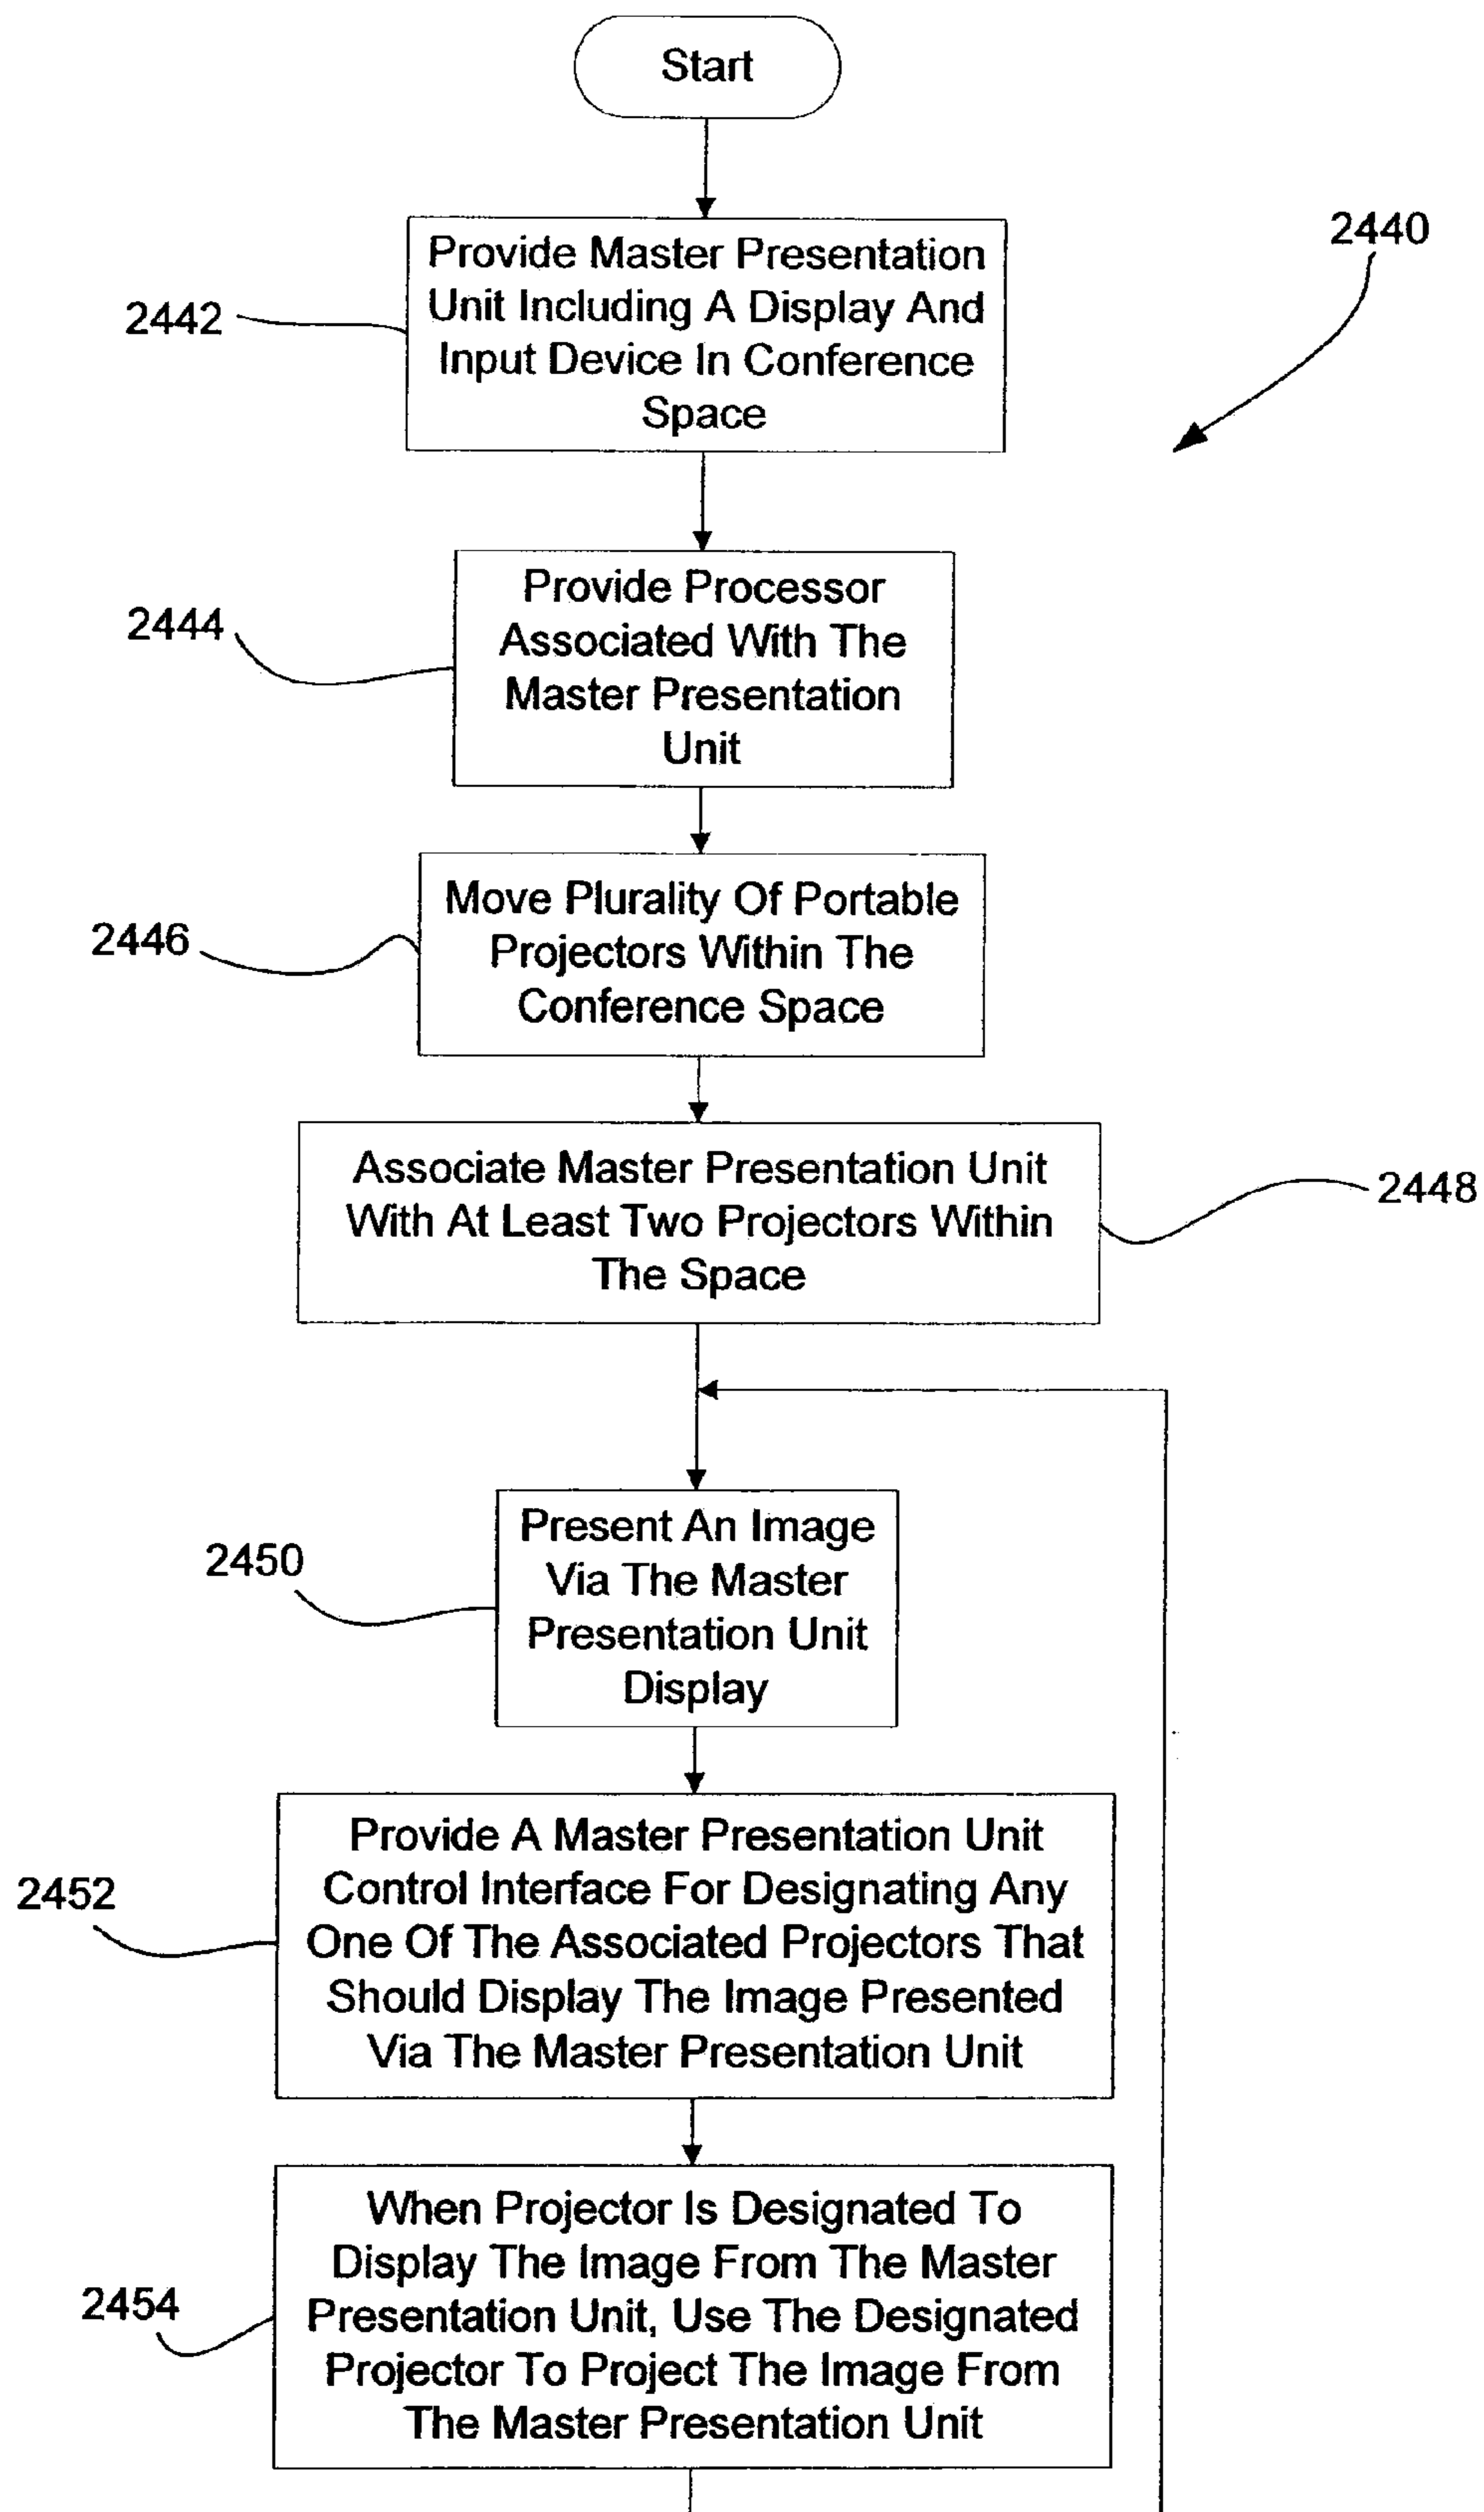 Start
2440
Provide Master Presentation
Unit Including A Display And
Input Device In Conference
Space
2442
Provide Processor
Associated With The
Master Presentation
Unit
2444
Move Plurality Of Portable
Projectors Within The
Conference Space
2446
Associate Master Presentation Unit
With At Least Two Projectors Within
The Space
2448
Present An Image
Via The Master
Presentation Unit
Display
2450
Provide A Master Presentation Unit
Control Interface For Designating Any
One Of The Associated Projectors That
Should Display The Image Presented
Via The Master Presentation Unit
2452
When Projector Is Designated To
Display The Image From The Master
Presentation Unit, Use The Designated
Projector To Project The Image From
The Master Presentation Unit
2454